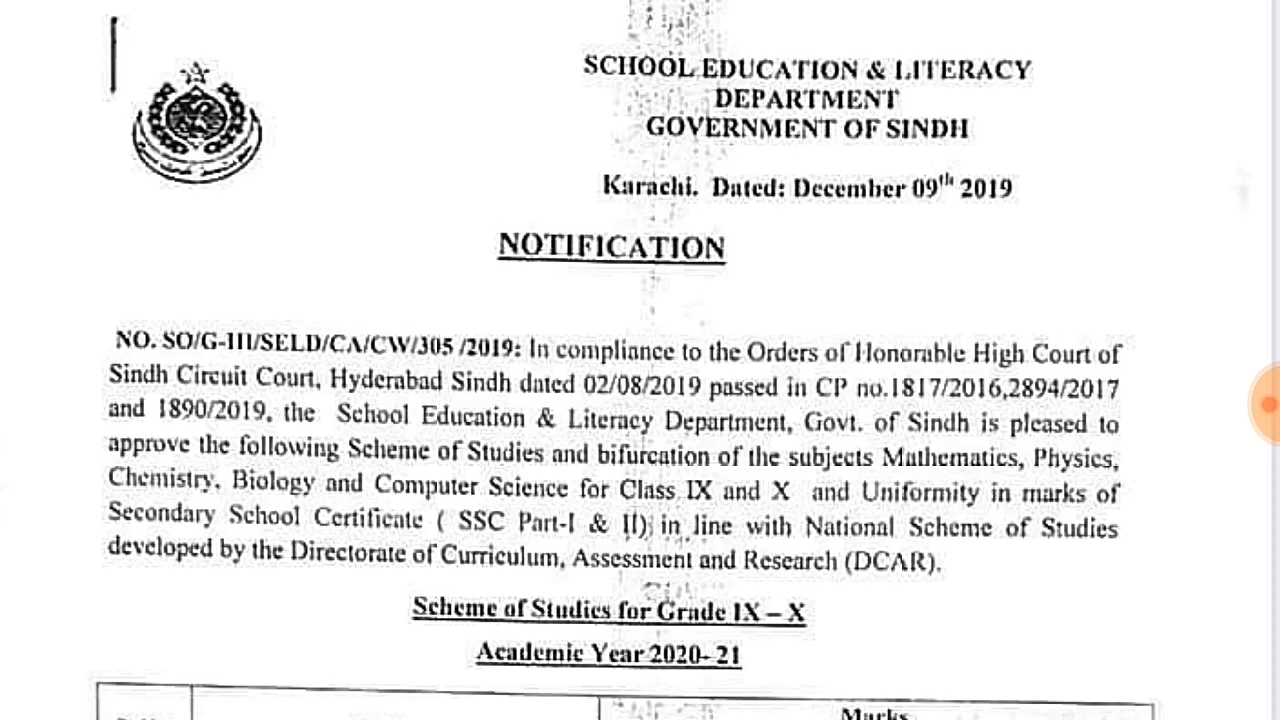 SCHOOL EDUCATION & LITERACY
DEPARTMENT
GOVERNMENT OF SINDH
Karachi. Dated: December 09th 2019
NOTIFICATION
NO. SO/G-III/SELD/CA/CW/305 /2019: In compliance to the Orders of Honorable High Court of
Sindh Circuit Court, Hyderabad Sindh dated 02/08/2019 passed in CP no.1817/2016,2894/2017
and 1890/2019, the School Education & Literacy Department, Govt. of Sindh is pleased to
approve the following Scheme of Studies and bifurcation of the subjects Mathematics, Physics,
Chemistry, Biology and Computer Science for Class IX and X and Uniformity in marks of
Secondary School Certificate ( SSC Part-I & II) in line with National Scheme of Studies
developed by the Directorate of Curriculum, Assessment and Research (DCAR).
Scheme of Studies for Grade IX – X
Academic Year 2020- 21
Marks